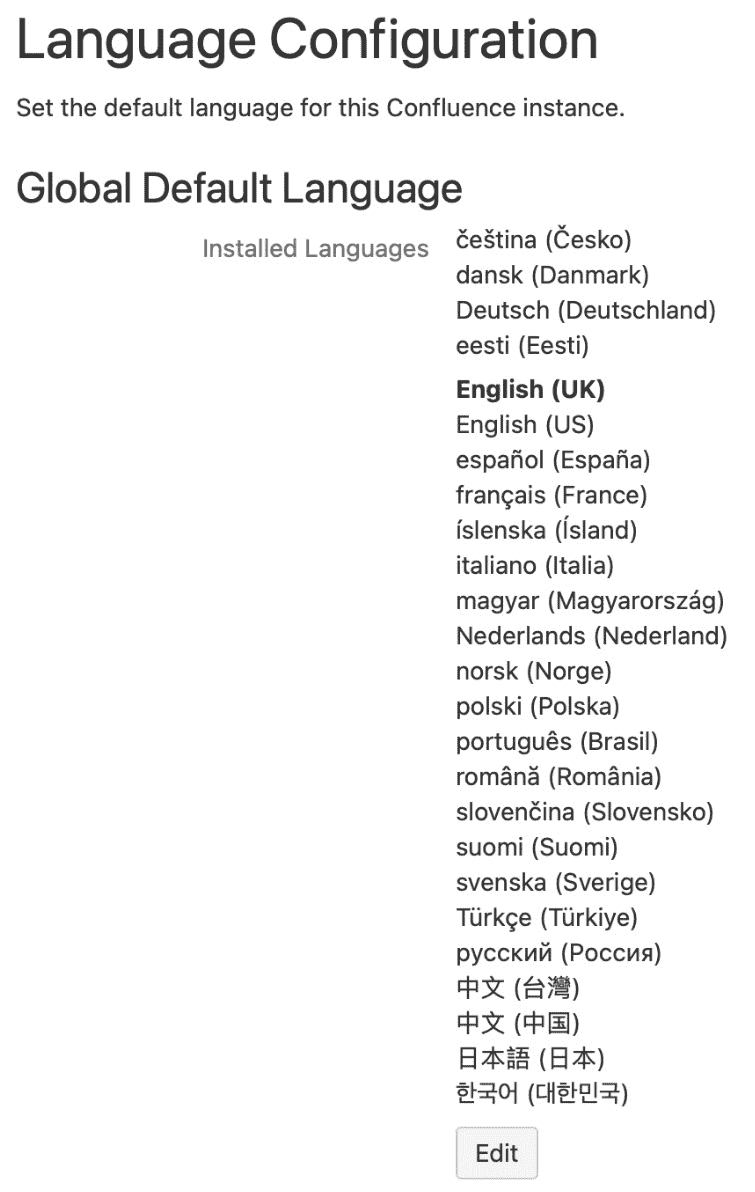 Language Configuration
Set the default language for this Confluence instance.
Global Default Language
Installed Languages
čeština (Česko)
dansk (Danmark)
Deutsch (Deutschland)
eesti (Eesti)
English (UK)
English (US)
español (España)
français (France)
íslenska (Ísland)
italiano (Italia)
magyar (Magyarország)
Nederlands (Nederland)
norsk (Norge)
polski (Polska)
português (Brasil)
română (România)
slovenčina (Slovensko)
suomi (Suomi)
svenska (Sverige)
Türkçe (Türkiye)
русский (Россия)
中文 (台灣)
中文 (中国)
日本語 (日本)
한국어 (대한민국)
Edit